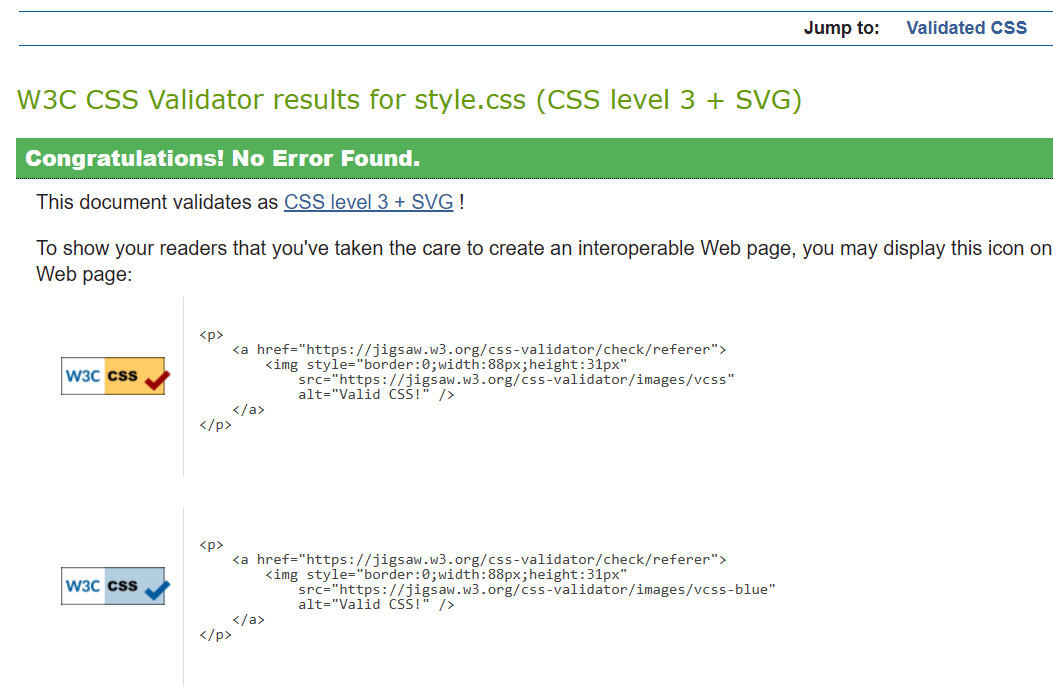 Jump to: Validated CSS
W3C CSS Validator results for style.css (CSS level 3 + SVG)
Congratulations! No Error Found.
This document validates as CSS level 3 + SVG !
To show your readers that you've taken the care to create an interoperable Web page, you may display this icon on
Web page:
W3C CSS
<p>
    <a href="https://jigsaw.w3.org/css-validator/check/referer">
        <img style="border:0;width:88px;height:31px"
            src="https://jigsaw.w3.org/css-validator/images/vcss"
            alt="Valid CSS!" />
    </a>
</p>
W3C CSS
<p>
    <a href="https://jigsaw.w3.org/css-validator/check/referer">
        <img style="border:0;width:88px;height:31px"
            src="https://jigsaw.w3.org/css-validator/images/vcss-blue"
            alt="Valid CSS!" />
    </a>
</p>